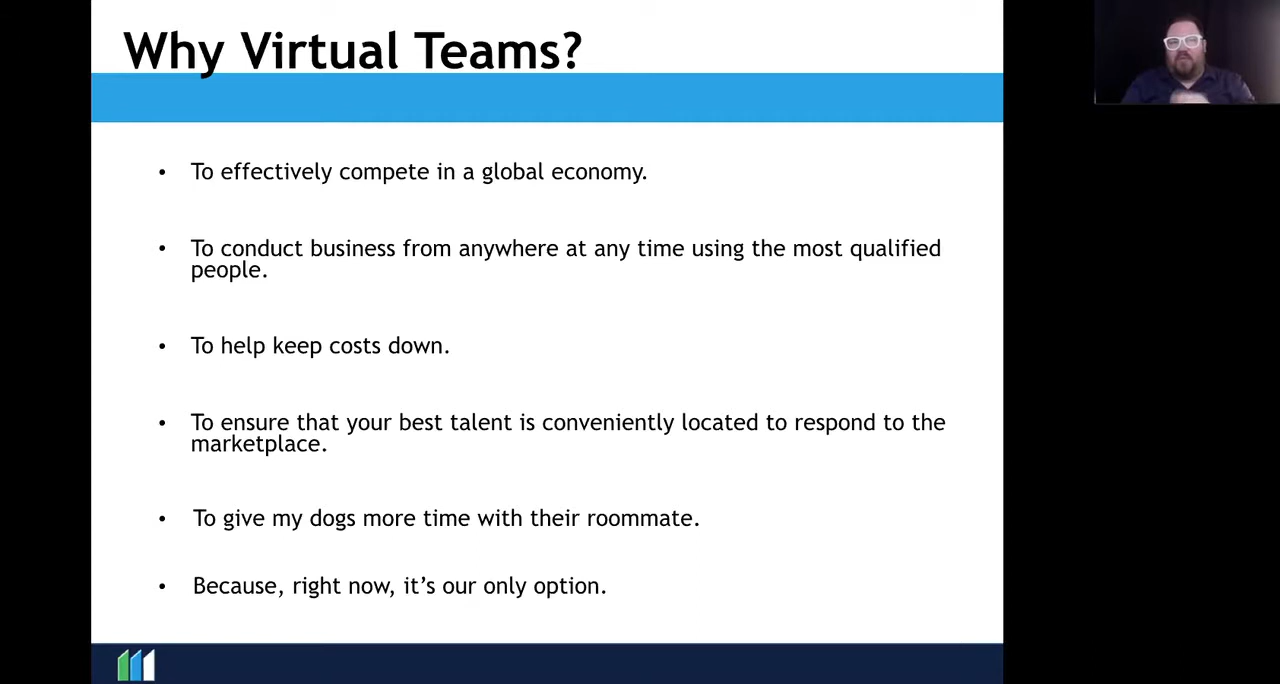 Why Virtual Teams?
• To effectively compete in a global economy.
• To conduct business from anywhere at any time using the most qualified
people.
• To help keep costs down.
• To ensure that your best talent is conveniently located to respond to the
marketplace.
• To give my dogs more time with their roommate.
• Because, right now, it’s our only option.